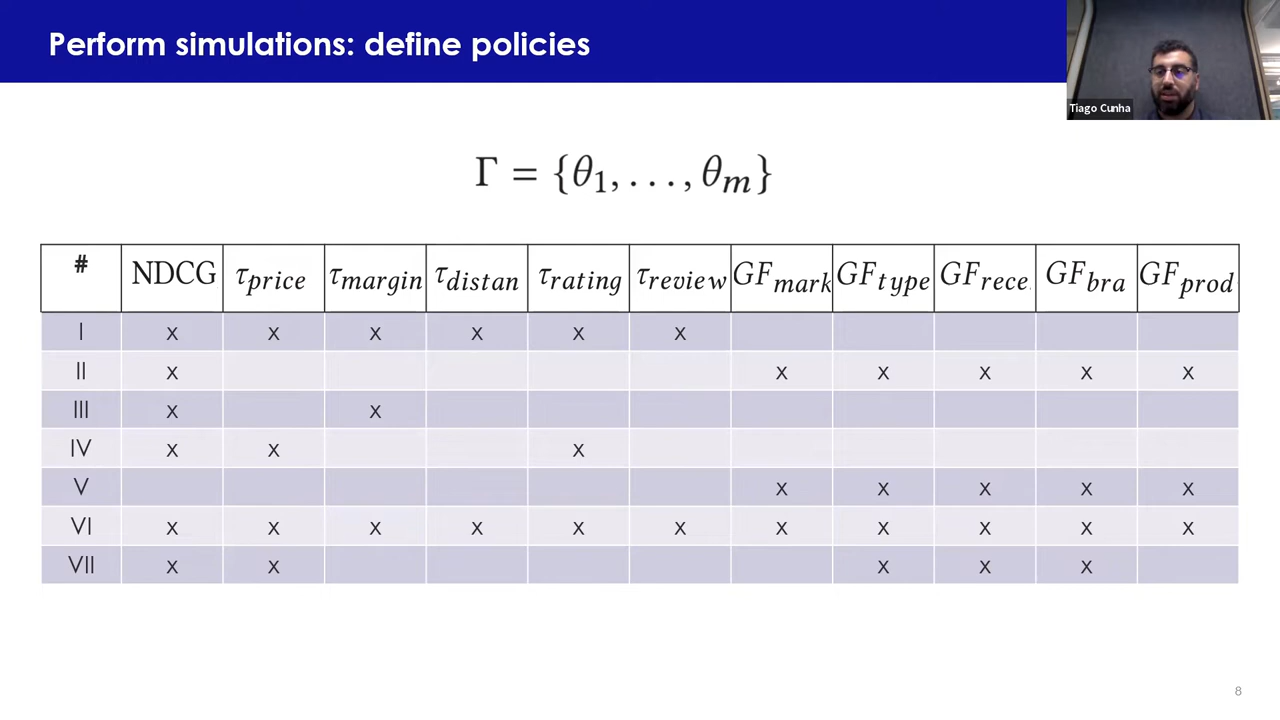 Perform simulations: define policies
Tiago Cunha
Γ = {θ1, . . . , θm}
# NDCG τprice τmargin τdistan τrating τreview GFmark GFtype GFrece GFbra GFprod
I x x x x x x
II x x x x x x
III x x
IV x x x
V x x x x x
VI x x x x x x x x x x x
VII x x x x x
8